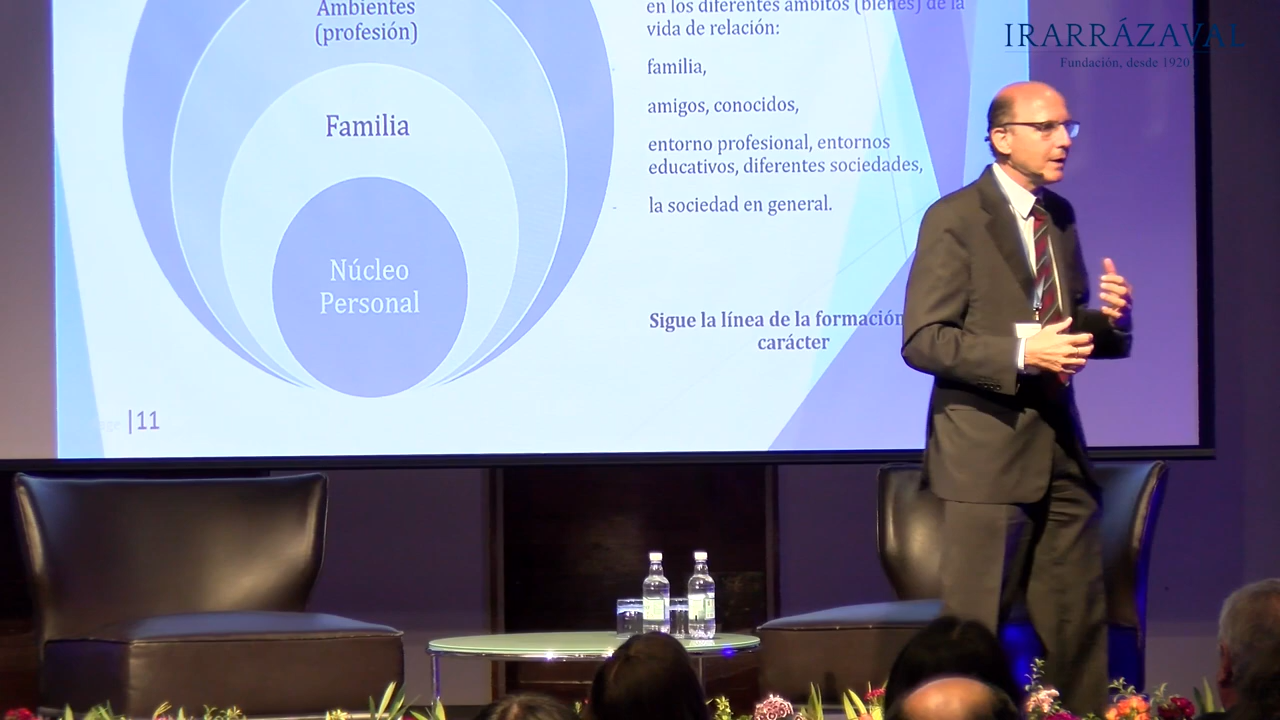 Ambientes
(profesión)
Familia
Núcleo
Personal
|11
en los diferentes ámbitos (bienes) de la
vida de relación:
familia,
amigos, conocidos,
entorno profesional, entornos
educativos, diferentes sociedades,
la sociedad en general.
Sigue la línea de la formación
carácter
IRARRÁZAVAL
Fundación, desde 1920